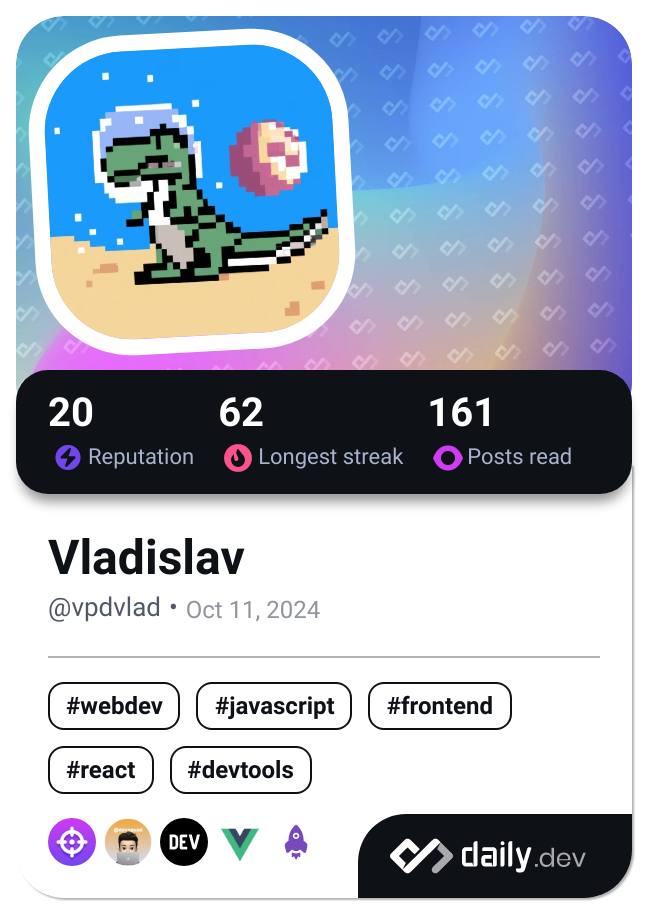 20 62 161
Reputation Longest streak Posts read
Vladislav
@vpdvlad • Oct 11, 2024
#webdev #javascript #frontend
#react #devtools
DEV
daily.dev